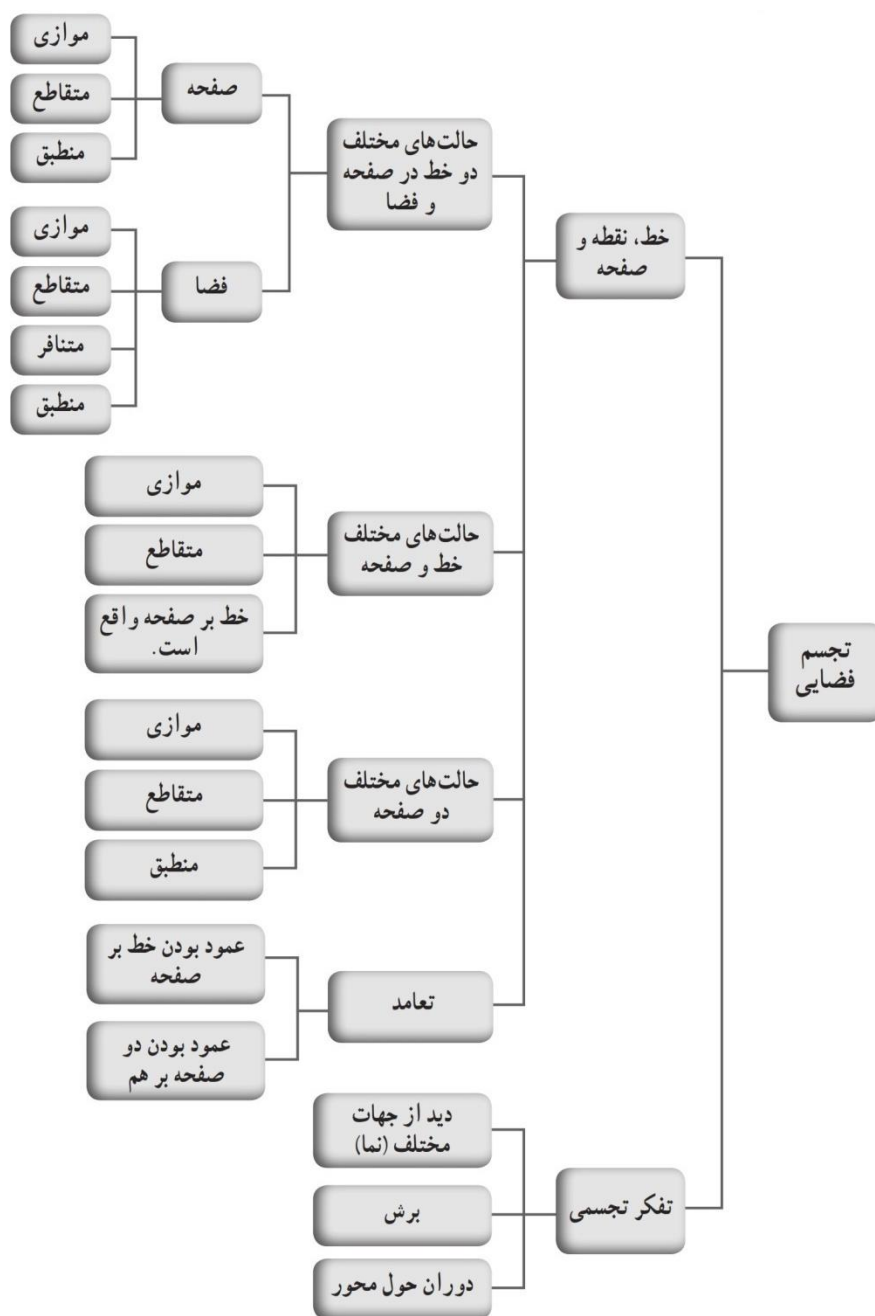 تجسم
فضایی
خط، نقطه و
صفحه
حالت‌های مختلف
دو خط در صفحه
و فضا
صفحه
موازی
متقاطع
منطبق
فضا
موازی
متقاطع
متنافر
منطبق
حالت‌های مختلف
خط و صفحه
موازی
متقاطع
خط بر صفحه واقع
است.
حالت‌های مختلف
دو صفحه
موازی
متقاطع
منطبق
تعامد
عمود بودن خط بر
صفحه
عمود بودن دو
صفحه بر هم
تفکر تجسمی
دید از جهات
مختلف (نما)
برش
دوران حول محور